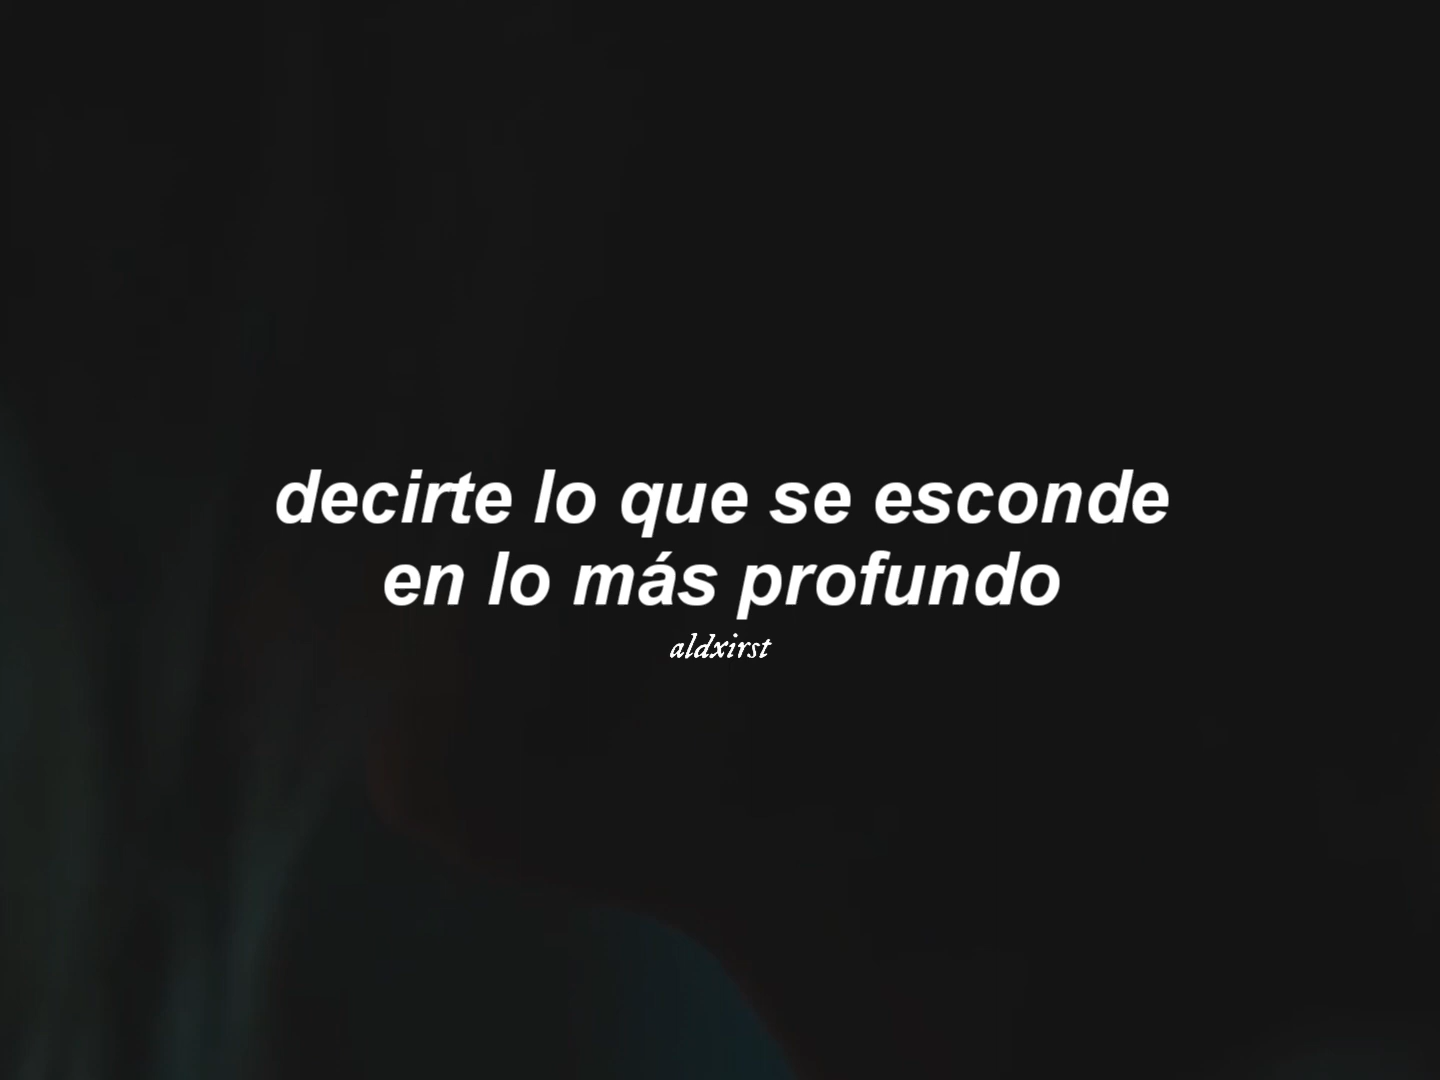 decirte lo que se esconde
en lo más profundo
aldxirst